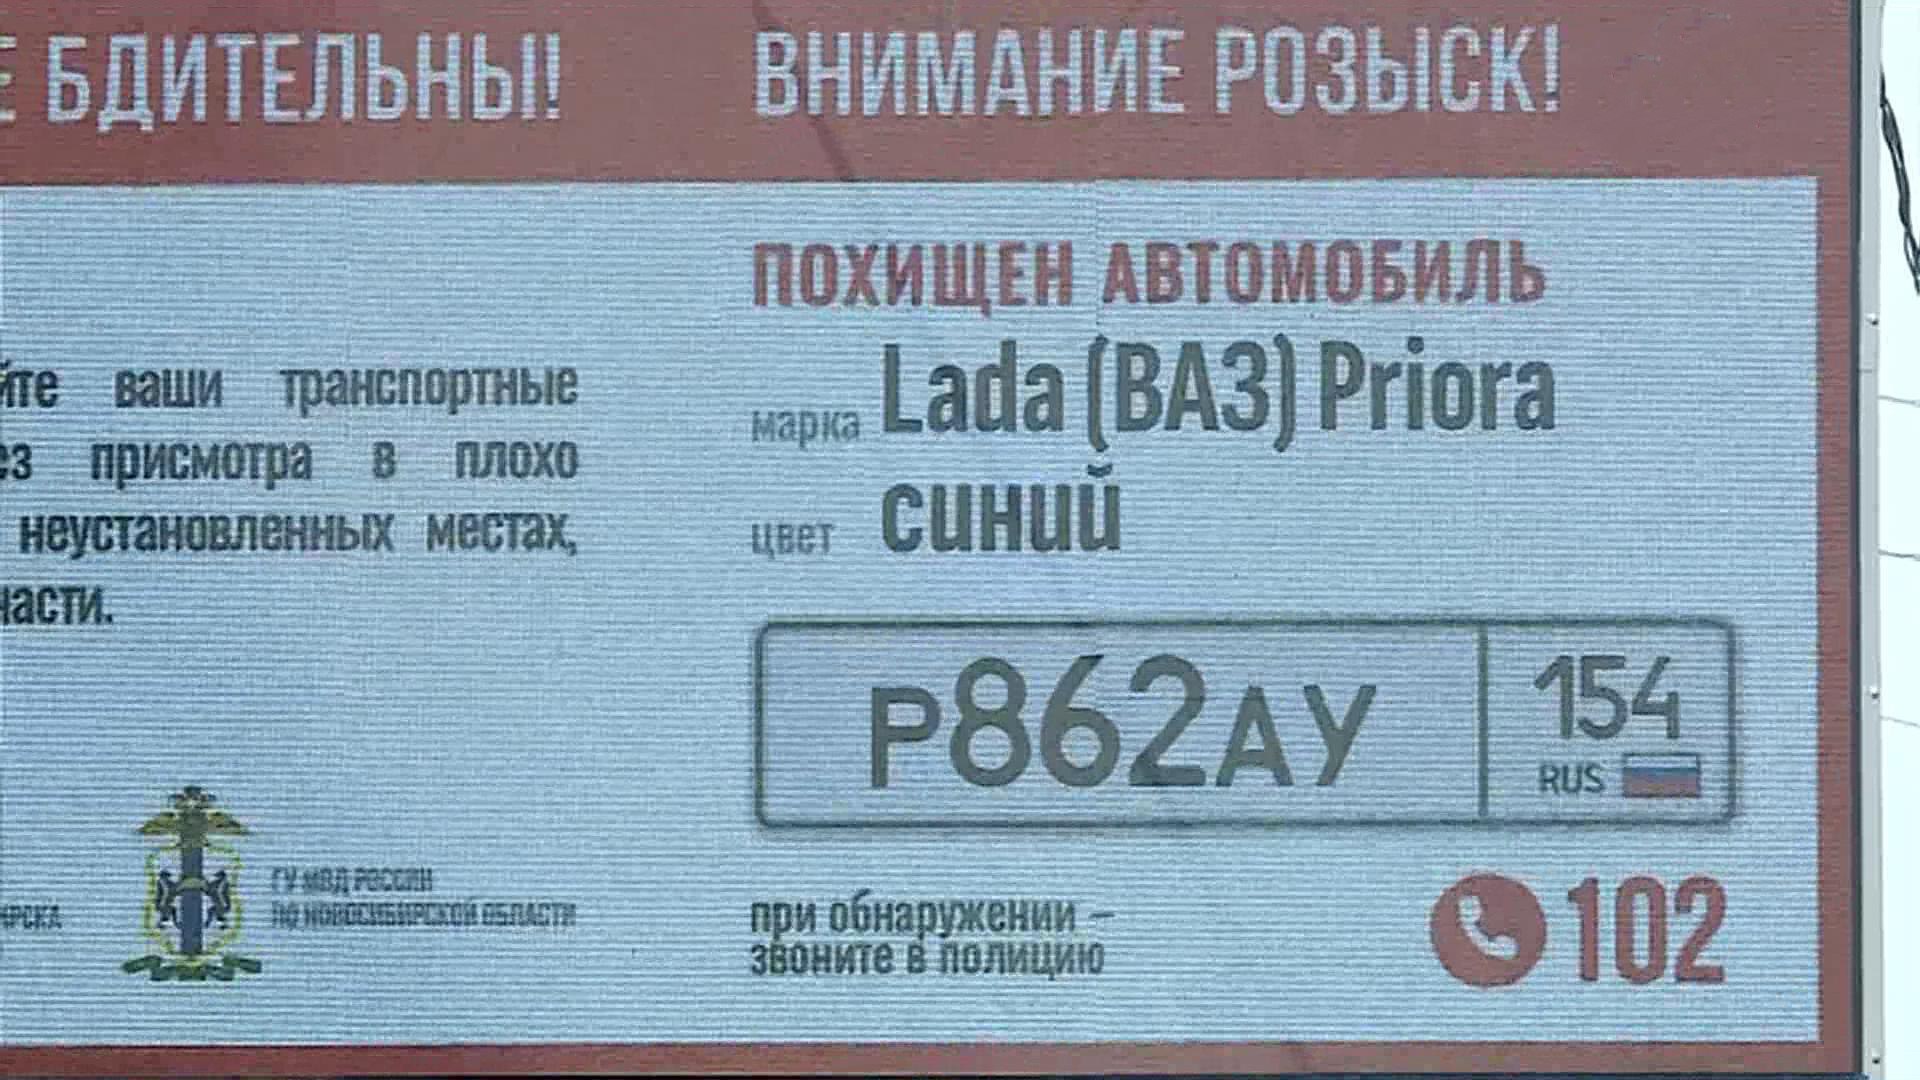 БДИТЕЛЬНЫ!
ваши транспортные
присмотра в плохо
неустановленных местах,
ГУ МВД РОССИИ
ПО НОВОСИБИРСКОЙ ОБЛАСТИ
ВНИМАНИЕ РОЗЫСК!
ПОХИЩЕН АВТОМОБИЛЬ
марка Lada (ВАЗ) Priora
цвет синий
Р862АУ 154
RUS
при обнаружении –
звоните в полицию
102